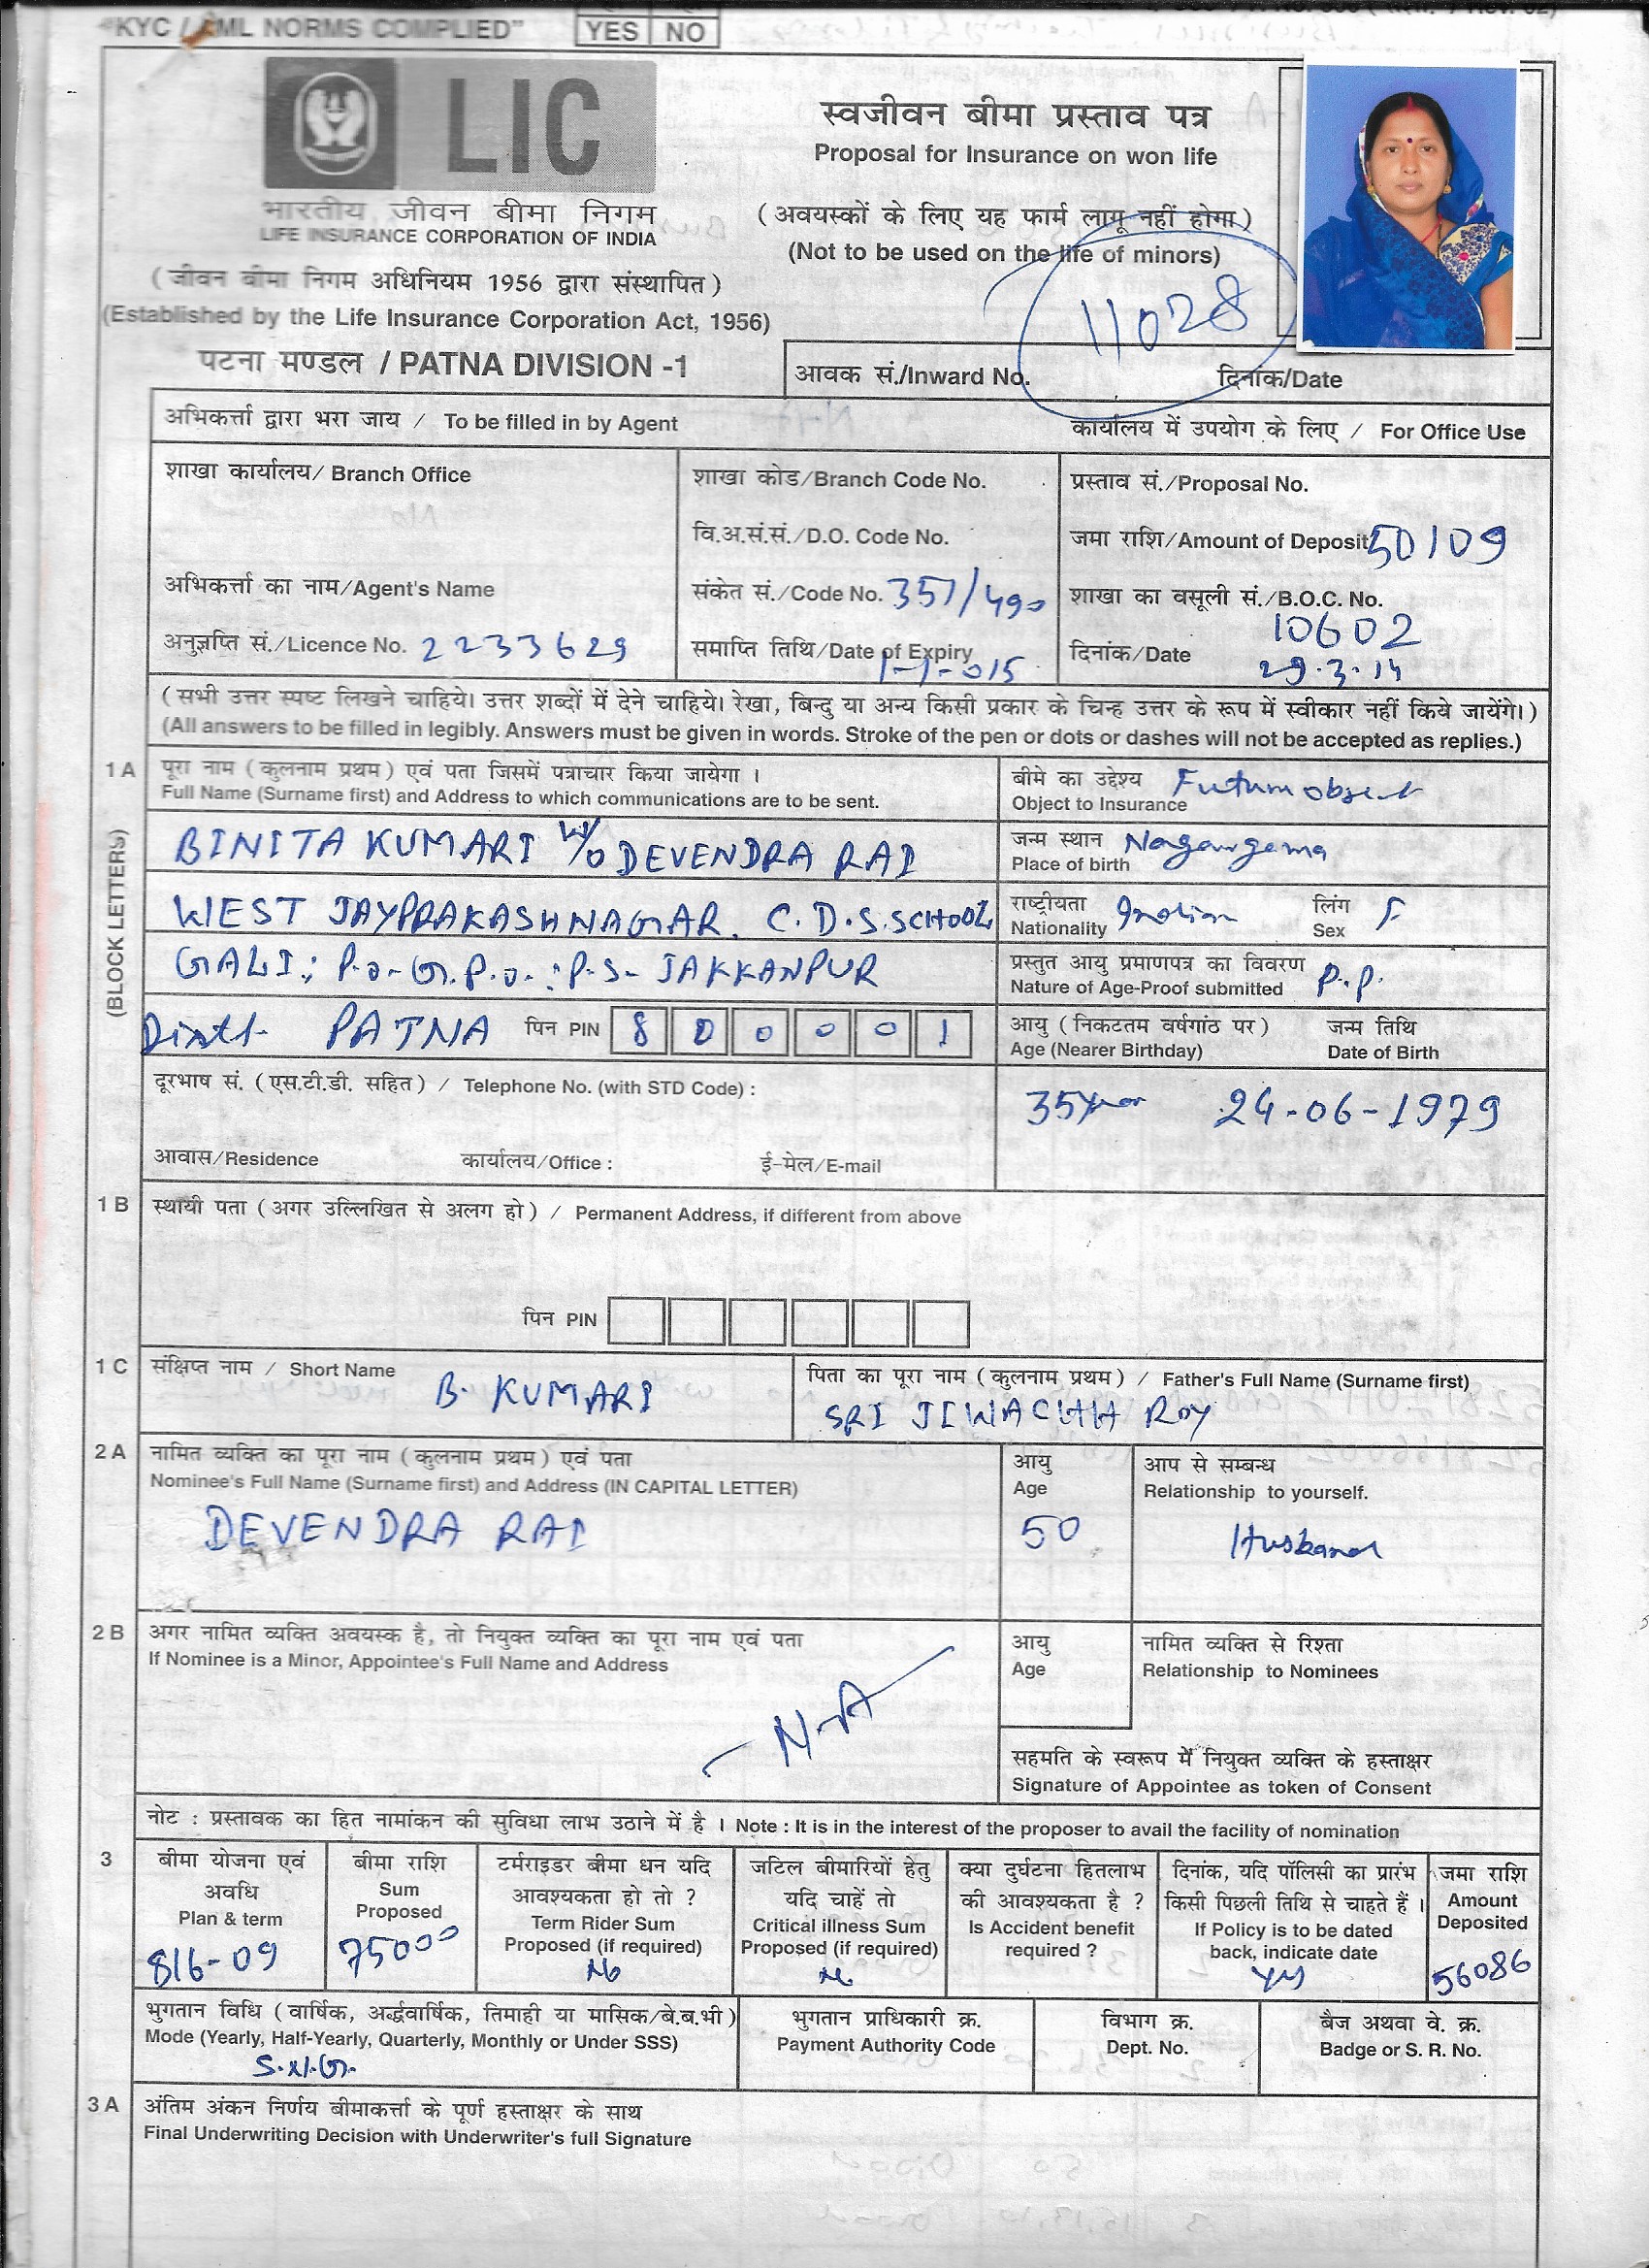 "KYC / AML NORMS COMPLIED" YES NO
LIC
भारतीय जीवन बीमा निगम
LIFE INSURANCE CORPORATION OF INDIA
(जीवन बीमा निगम अधिनियम 1956 द्वारा संस्थापित)
(Established by the Life Insurance Corporation Act, 1956)
पटना मण्डल / PATNA DIVISION -1
स्वजीवन बीमा प्रस्ताव पत्र
Proposal for Insurance on won life
(अवयस्कों के लिए यह फार्म लागू नहीं होगा)
(Not to be used on the life of minors)
11028
आवक सं./Inward No. दिनांक/Date
अभिकर्त्ता द्वारा भरा जाय / To be filled in by Agent कार्यालय में उपयोग के लिए / For Office Use
शाखा कार्यालय/ Branch Office शाखा कोड/Branch Code No. प्रस्ताव सं./Proposal No.
वि.अ.सं.सं./D.O. Code No. जमा राशि/Amount of Deposit 50109
अभिकर्त्ता का नाम/Agent's Name संकेत सं./Code No. 357/490 शाखा का वसूली सं./B.O.C. No.
10602
अनुज्ञप्ति सं./Licence No. 2233629 समाप्ति तिथि/Date of Expiry दिनांक/Date
1-1-015 29.3.14
(सभी उत्तर स्पष्ट लिखने चाहिये। उत्तर शब्दों में देने चाहिये। रेखा, बिन्दु या अन्य किसी प्रकार के चिन्ह उत्तर के रूप में स्वीकार नहीं किये जायेंगे।)
(All answers to be filled in legibly. Answers must be given in words. Stroke of the pen or dots or dashes will not be accepted as replies.)
1 A पूरा नाम (कुलनाम प्रथम) एवं पता जिसमें पत्राचार किया जायेगा ।
Full Name (Surname first) and Address to which communications are to be sent.
(BLOCK LETTERS)
BINITA KUMARI W/O DEVENDRA RAI
WEST JAYPRAKASHNAGAR. C.D.S.SCHOOL
GALI; P.o-G.P.o.:P.S- JAKKANPUR
Distt- PATNA पिन PIN 8 0 0 0 0 1
बीमे का उद्देश्य
Object to Insurance
जन्म स्थान
Place of birth
राष्ट्रीयता लिंग
Nationality Indian Sex F
प्रस्तुत आयु प्रमाणपत्र का विवरण
Nature of Age-Proof submitted P.P.
आयु (निकटतम वर्षगांठ पर) जन्म तिथि
Age (Nearer Birthday) Date of Birth
35 24-06-1979
दूरभाष सं. (एस.टी.डी. सहित) / Telephone No. (with STD Code) :
आवास/Residence कार्यालय/Office : ई-मेल/E-mail
1 B स्थायी पता (अगर उल्लिखित से अलग हो) / Permanent Address, if different from above
पिन PIN
1 C संक्षिप्त नाम / Short Name
B. KUMARI
पिता का पूरा नाम (कुलनाम प्रथम) / Father's Full Name (Surname first)
SRI JIWACHH ROY
2 A नामित व्यक्ति का पूरा नाम (कुलनाम प्रथम) एवं पता
Nominee's Full Name (Surname first) and Address (IN CAPITAL LETTER)
DEVENDRA RAI
आयु
Age
50
आप से सम्बन्ध
Relationship to yourself.
Husband
2 B अगर नामित व्यक्ति अवयस्क है, तो नियुक्त व्यक्ति का पूरा नाम एवं पता
If Nominee is a Minor, Appointee's Full Name and Address
N-A
आयु
Age
नामित व्यक्ति से रिश्ता
Relationship to Nominees
सहमति के स्वरूप में नियुक्त व्यक्ति के हस्ताक्षर
Signature of Appointee as token of Consent
नोट : प्रस्तावक का हित नामांकन की सुविधा लाभ उठाने में है । Note : It is in the interest of the proposer to avail the facility of nomination
3 बीमा योजना एवं
अवधि
Plan & term
816-09
बीमा राशि
Sum
Proposed
75000
टर्मराइडर बीमा धन यदि
आवश्यकता हो तो ?
Term Rider Sum
Proposed (if required)
No
जटिल बीमारियों हेतु
यदि चाहें तो
Critical illness Sum
Proposed (if required)
No
क्या दुर्घटना हितलाभ
की आवश्यकता है ?
Is Accident benefit
required ?
दिनांक, यदि पॉलिसी का प्रारंभ
किसी पिछली तिथि से चाहते हैं ।
If Policy is to be dated
back, indicate date
जमा राशि
Amount
Deposited
56086
भुगतान विधि (वार्षिक, अर्द्धवार्षिक, तिमाही या मासिक/बे.ब.भी)
Mode (Yearly, Half-Yearly, Quarterly, Monthly or Under SSS)
S.N.G.
भुगतान प्राधिकारी क्र.
Payment Authority Code
विभाग क्र.
Dept. No.
बैज अथवा वे. क्र.
Badge or S. R. No.
3 A अंतिम अंकन निर्णय बीमाकर्त्ता के पूर्ण हस्ताक्षर के साथ
Final Underwriting Decision with Underwriter's full Signature